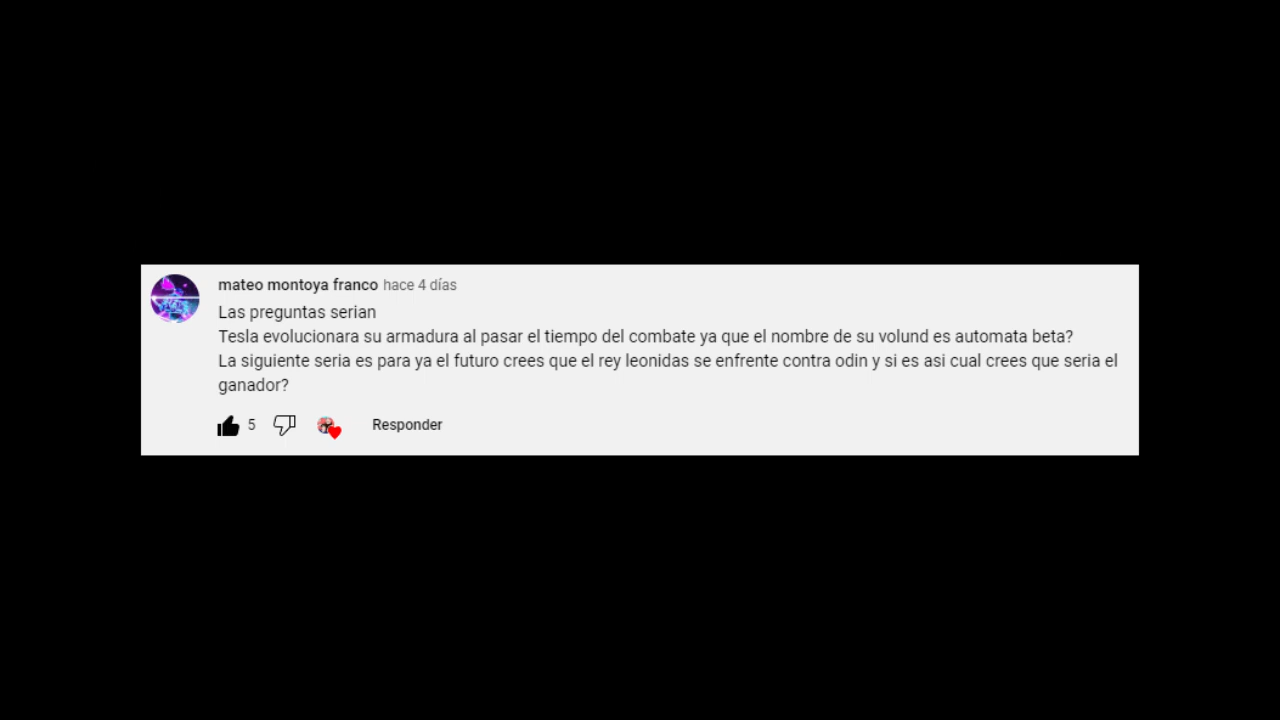 mateo montoya franco hace 4 días
Las preguntas serian
Tesla evolucionara su armadura al pasar el tiempo del combate ya que el nombre de su volund es automata beta?
La siguiente seria es para ya el futuro crees que el rey leonidas se enfrente contra odin y si es asi cual crees que seria el
ganador?
5 Responder